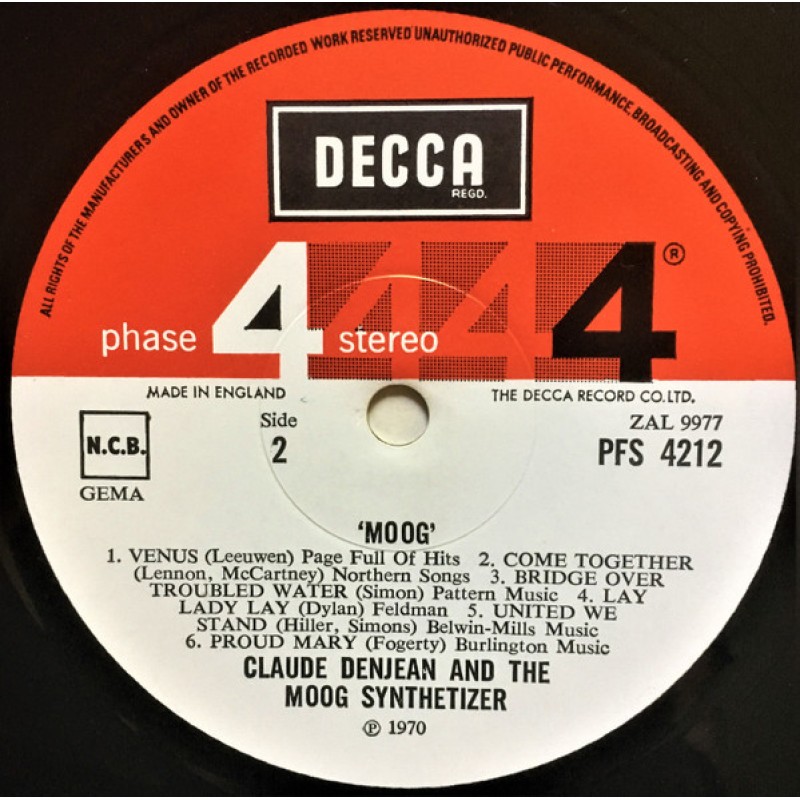 ALL RIGHTS OF THE MANUFACTURERS AND OWNER OF THE RECORDED WORK RESERVED UNAUTHORIZED PUBLIC PERFORMANCE, BROADCASTING AND COPYING PROHIBITED.
DECCA
REGD.
phase 4 stereo 4 4 4 ®
MADE IN ENGLAND THE DECCA RECORD CO. LTD.
N.C.B.
GEMA
Side
2
ZAL 9977
PFS 4212
'MOOG'
1. VENUS (Leeuwen) Page Full Of Hits 2. COME TOGETHER
(Lennon, McCartney) Northern Songs 3. BRIDGE OVER
TROUBLED WATER (Simon) Pattern Music 4. LAY
LADY LAY (Dylan) Feldman 5. UNITED WE
STAND (Hiller, Simons) Belwin-Mills Music
6. PROUD MARY (Fogerty) Burlington Music
CLAUDE DENJEAN AND THE
MOOG SYNTHETIZER
℗ 1970